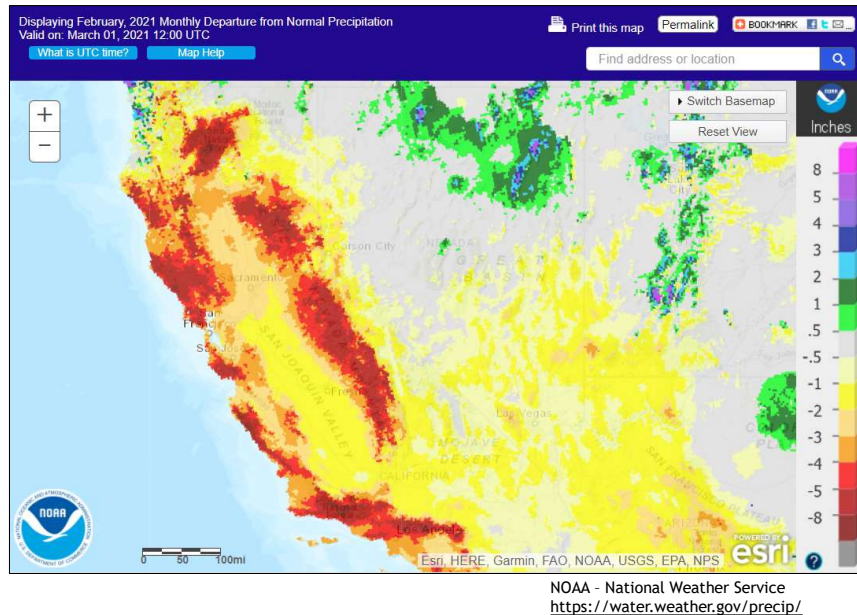 Displaying February, 2021 Monthly Departure from Normal Precipitation
Valid on: March 01, 2021 12:00 UTC
What is UTC time?
Map Help
Print this map
Permalink
BOOKMARK
Find address or location
+
−
Switch Basemap
Reset View
NOAA
Inches
8
5
4
3
2
1
.5
-.5
-1
-2
-3
-4
-5
-8
Carson City
NEVADA
GREAT
BASIN
Sacramento
San
Francisco
SAN JOAQUIN VALLEY
Fresno
Las Vegas
MOJAVE
DESERT
CALIFORNIA
Los Angeles
City
NOAA
0 50 100mi
Esri, HERE, Garmin, FAO, NOAA, USGS, EPA, NPS
POWERED BY
esri
?
NOAA - National Weather Service
https://water.weather.gov/precip/